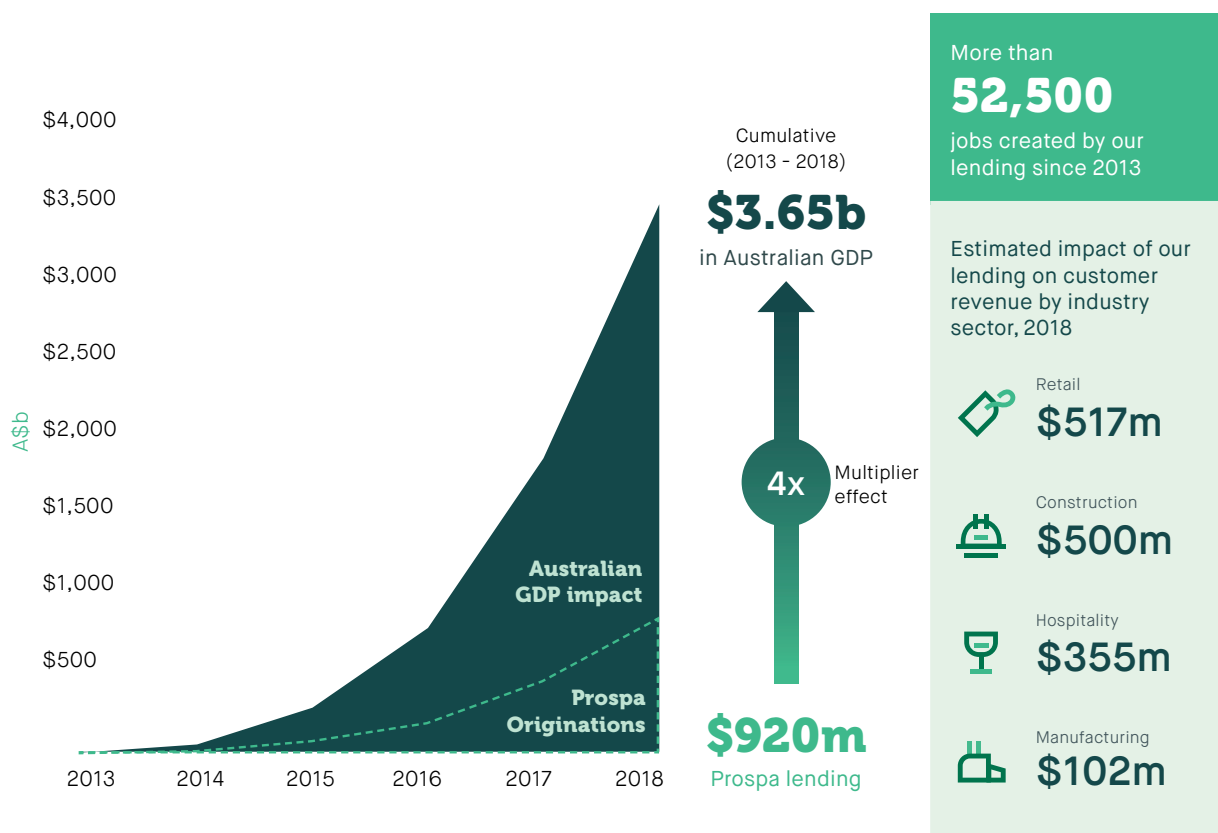 $4,000
$3,500
$3,000
$2,500
$2,000
$1,500
$1,000
$500
A$b
2013
2014
2015
2016
2017
2018
Australian
GDP impact
Prospa
Originations
Cumulative
(2013 - 2018)
$3.65b
in Australian GDP
4x
Multiplier
effect
$920m
Prospa lending
More than
52,500
jobs created by our
lending since 2013
Estimated impact of our
lending on customer
revenue by industry
sector, 2018
Retail
$517m
Construction
$500m
Hospitality
$355m
Manufacturing
$102m